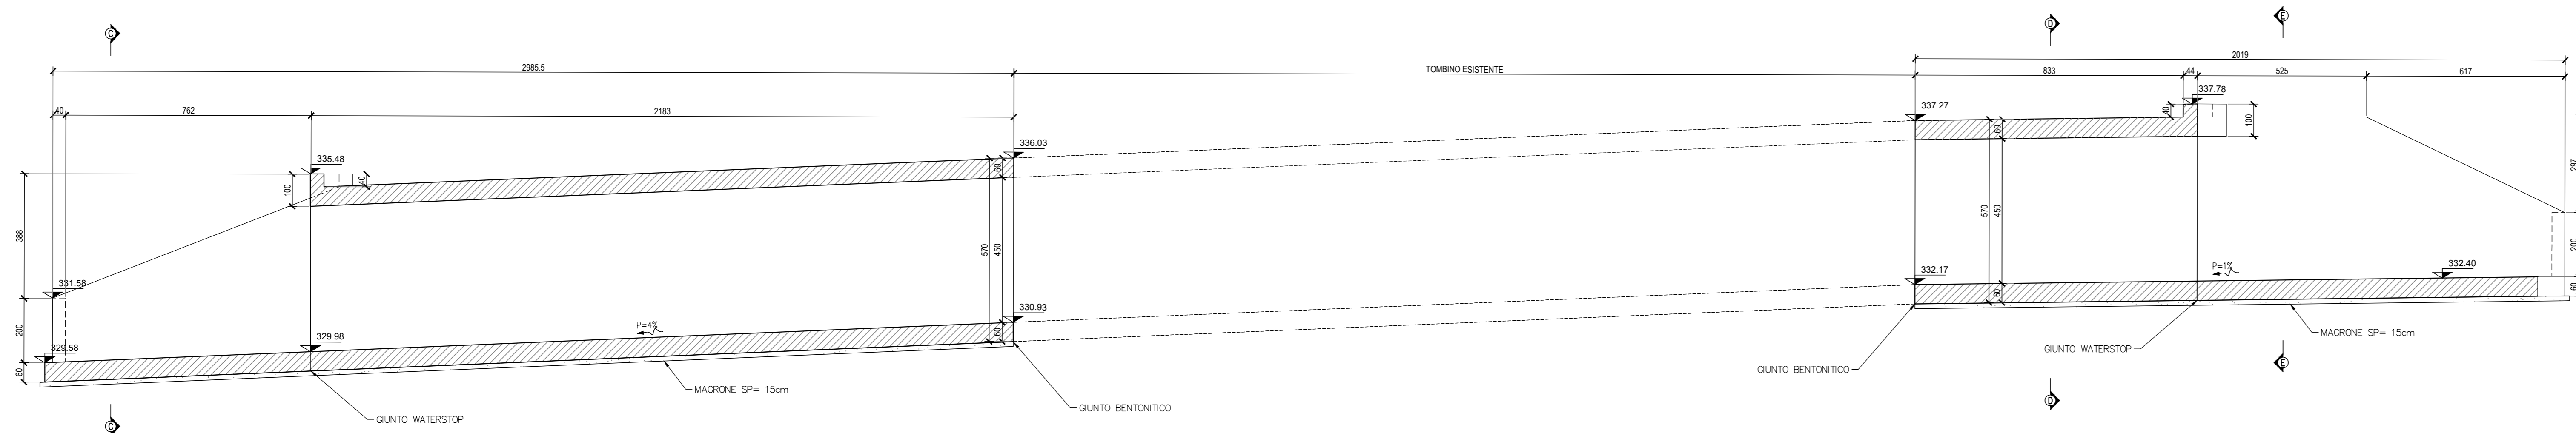 C
D
E
2985.5
TOMBINO ESISTENTE
2019
833
44
525
617
40
762
2183
337.27
337.78
40
100
60
335.48
336.03
40
100
60
388
297
570
450
570
450
331.58
332.17
P=1%
332.40
200
200
329.58
329.98
P=4%
330.93
60
60
60
60
MAGRONE SP= 15cm
GIUNTO WATERSTOP
GIUNTO BENTONITICO
MAGRONE SP= 15cm
GIUNTO BENTONITICO
GIUNTO WATERSTOP
C
D
E